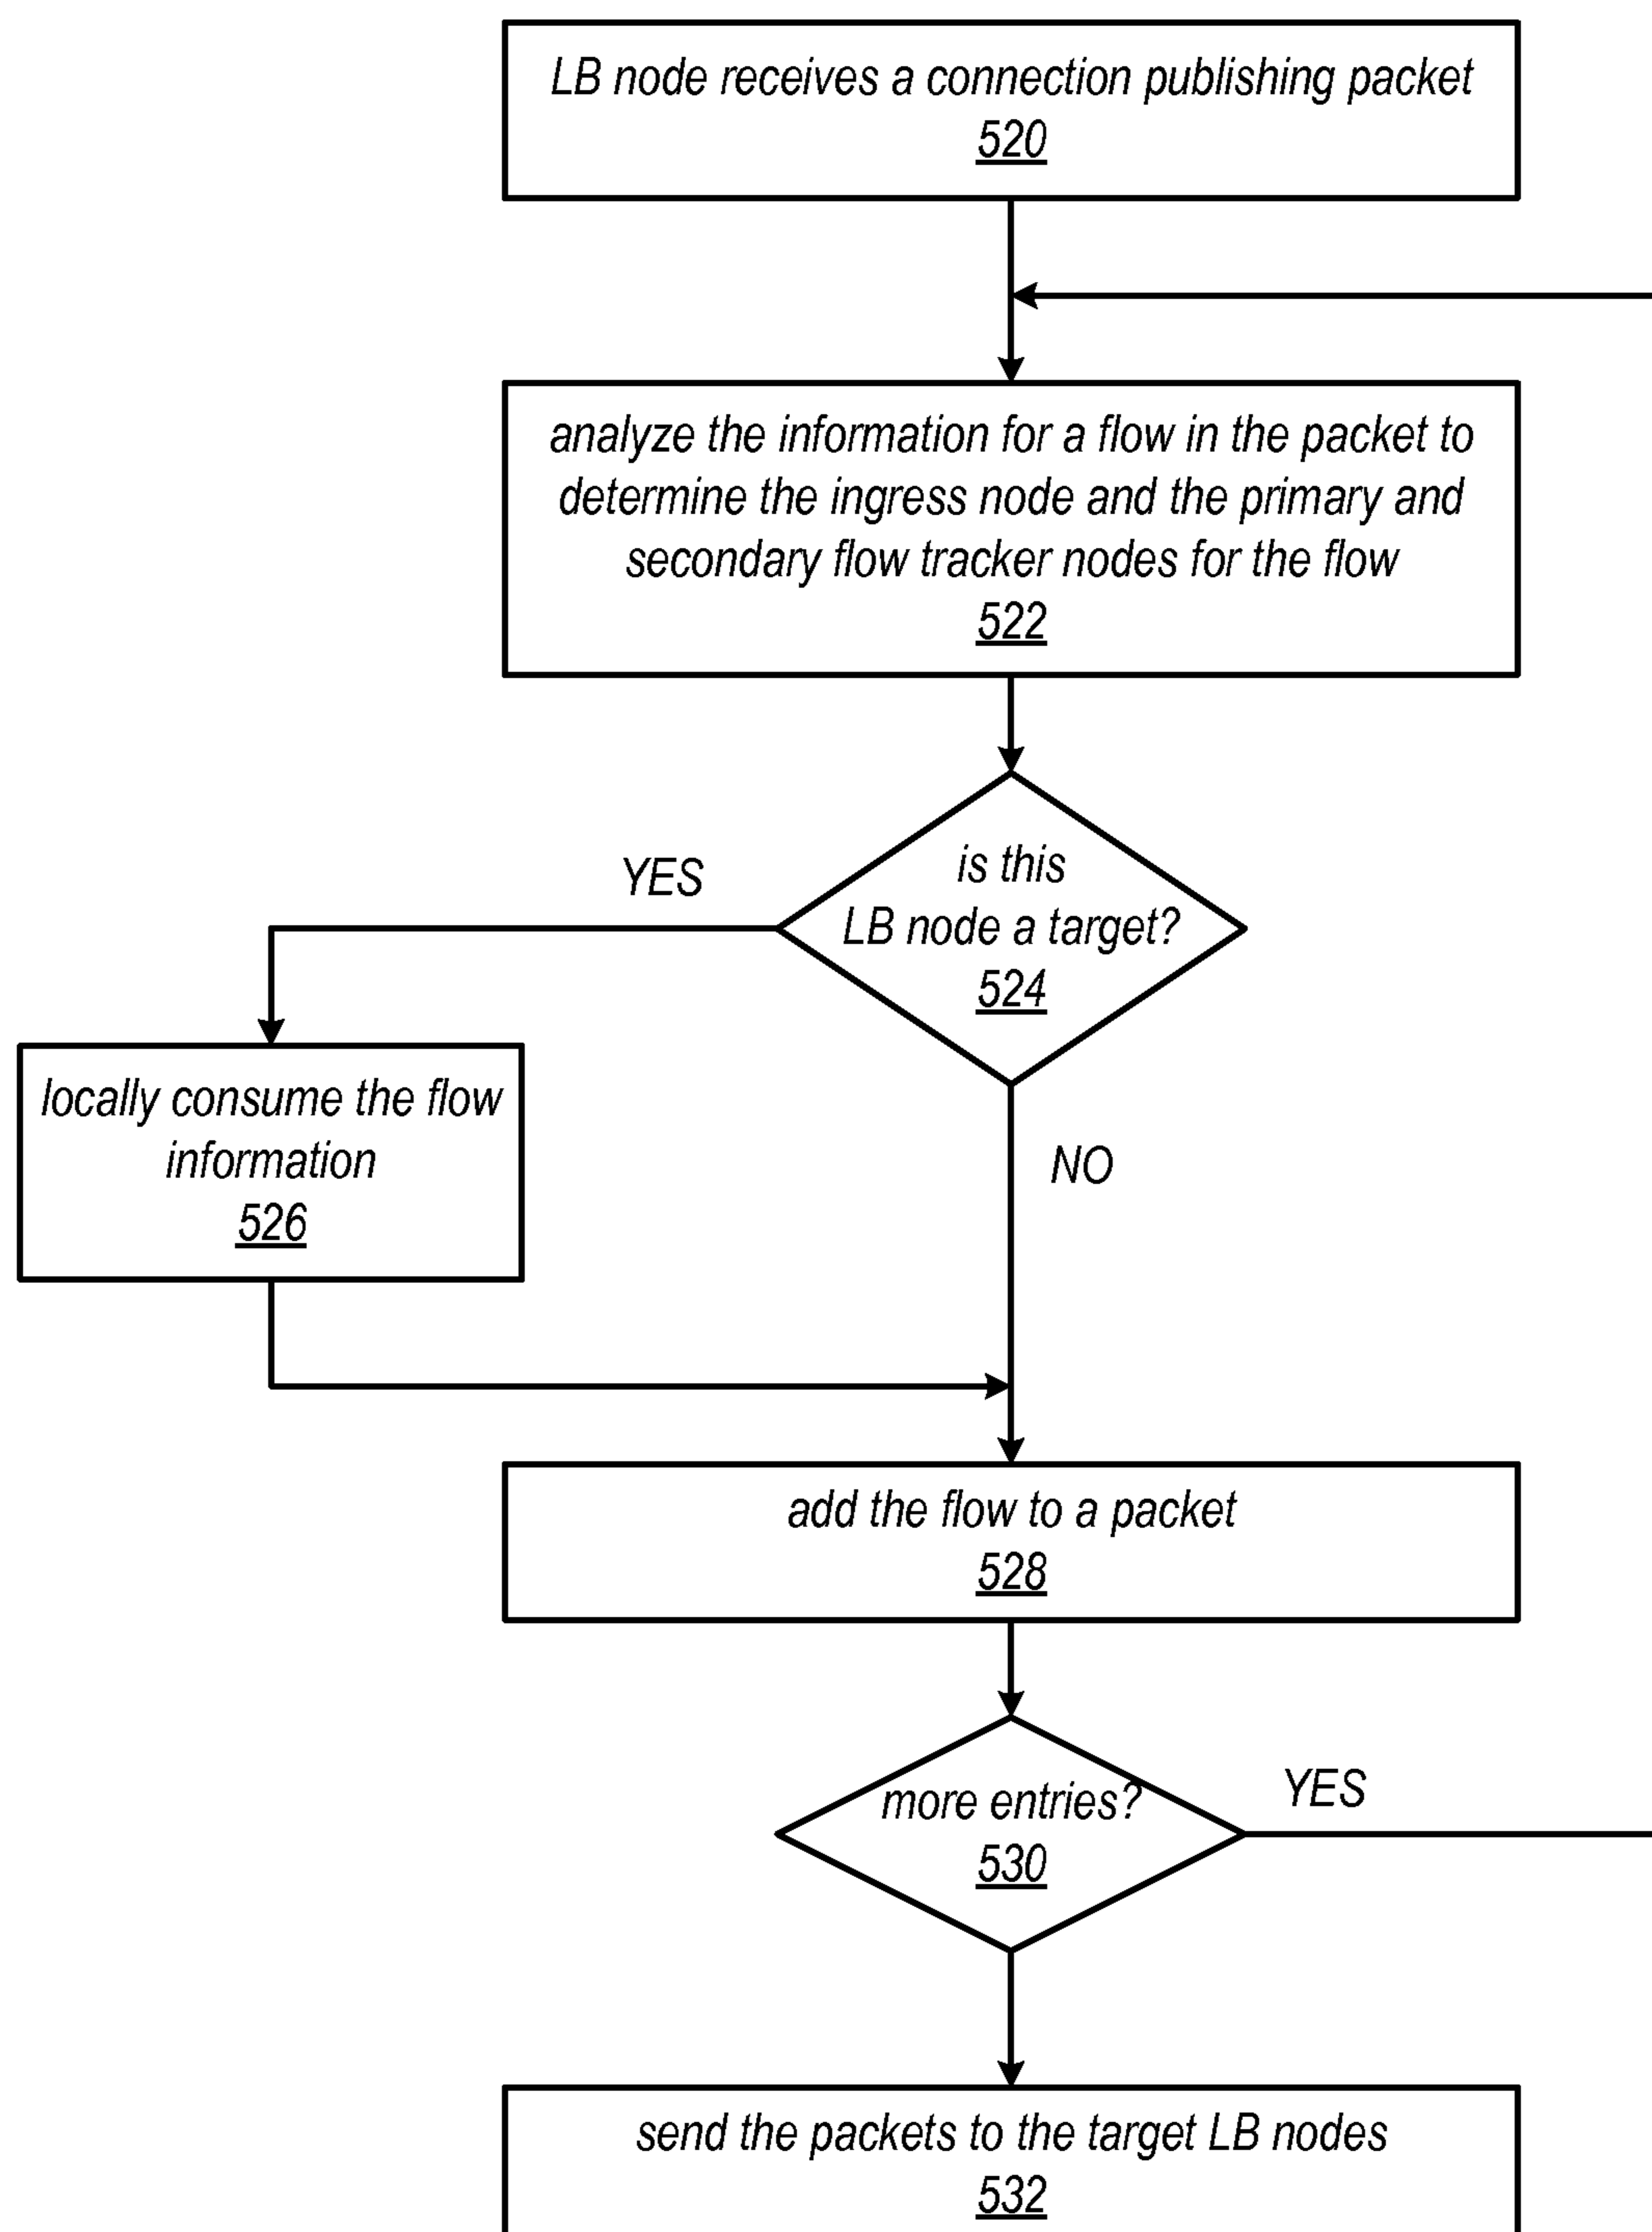 LB node receives a connection publishing packet
520
analyze the information for a flow in the packet to
determine the ingress node and the primary and
secondary flow tracker nodes for the flow
522
is this
LB node a target?
524
YES
locally consume the flow
information
526
NO
add the flow to a packet
528
more entries?
530
YES
send the packets to the target LB nodes
532